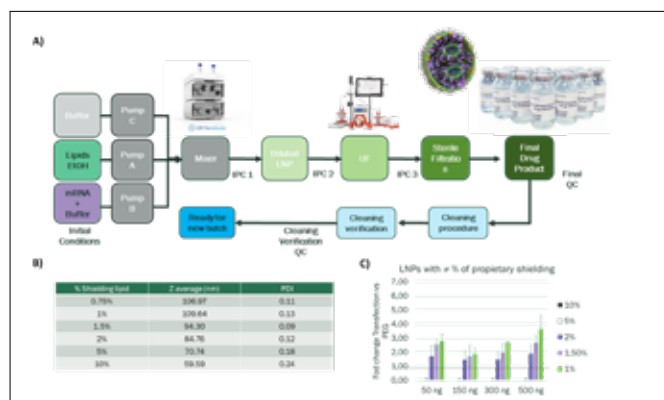 A)
Buffer
Pump C
Lipids EtOH
Pump A
mRNA + Buffer
Pump B
Initial Conditions
Mixer
IPC 1
Diluted LNP
IPC 2
UF
IPC 3
Sterile Filtration
Final Drug Product
Final QC
Ready for new batch
Cleaning Verification QC
Cleaning verification
Cleaning procedure
B)
% Shielding lipid Z average (nm) PDI
0.75% 106.97 0.11
1% 109.64 0.13
1.5% 94.30 0.09
2% 84.76 0.12
5% 70.74 0.18
10% 59.59 0.24
C)
LNPs with ≠ % of propietary shielding
Fold change Transfection vs PEG
7,00
6,00
5,00
4,00
3,00
2,00
1,00
0,00
50 ng 150 ng 300 ng 500 ng
10%
5%
2%
1,50%
1%